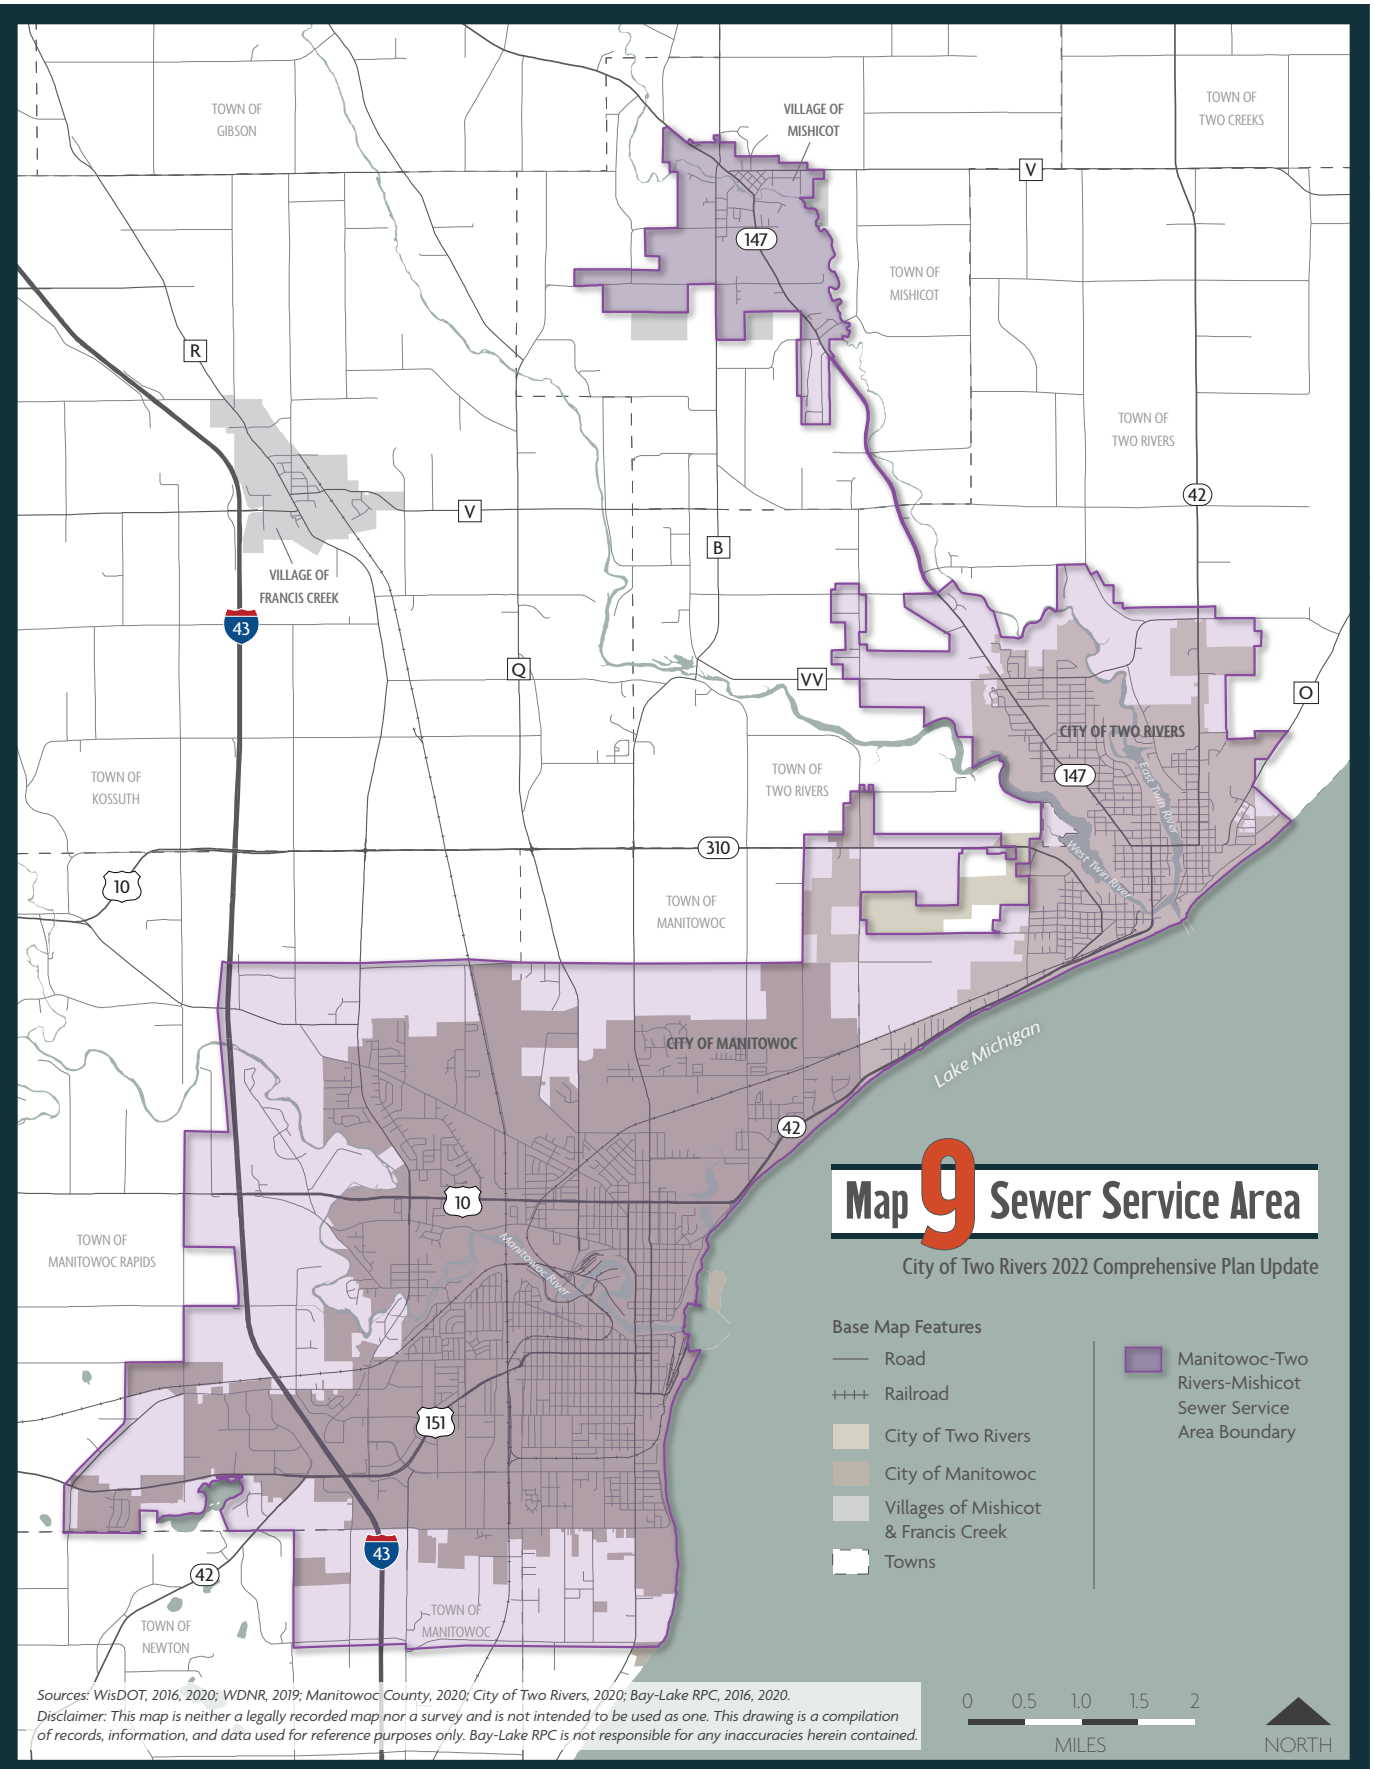 TOWN OF
GIBSON
VILLAGE OF
MISHICOT
TOWN OF
TWO CREEKS
V
147
TOWN OF
MISHICOT
R
TOWN OF
TWO RIVERS
42
V
B
VILLAGE OF
FRANCIS CREEK
43
Q
VV
O
CITY OF TWO RIVERS
147
East Twin River
TOWN OF
KOSSUTH
TOWN OF
TWO RIVERS
310
West Twin River
10
TOWN OF
MANITOWOC
CITY OF MANITOWOC
Lake Michigan
42
10
TOWN OF
MANITOWOC RAPIDS
Manitowoc River
151
43
42
TOWN OF
MANITOWOC
TOWN OF
NEWTON
Map 9 Sewer Service Area
City of Two Rivers 2022 Comprehensive Plan Update
Base Map Features
Road
Railroad
City of Two Rivers
City of Manitowoc
Villages of Mishicot
& Francis Creek
Towns
Manitowoc-Two
Rivers-Mishicot
Sewer Service
Area Boundary
Sources: WisDOT, 2016, 2020; WDNR, 2019; Manitowoc County, 2020; City of Two Rivers, 2020; Bay-Lake RPC, 2016, 2020.
Disclaimer: This map is neither a legally recorded map nor a survey and is not intended to be used as one. This drawing is a compilation
of records, information, and data used for reference purposes only. Bay-Lake RPC is not responsible for any inaccuracies herein contained.
0 0.5 1.0 1.5 2
MILES
NORTH